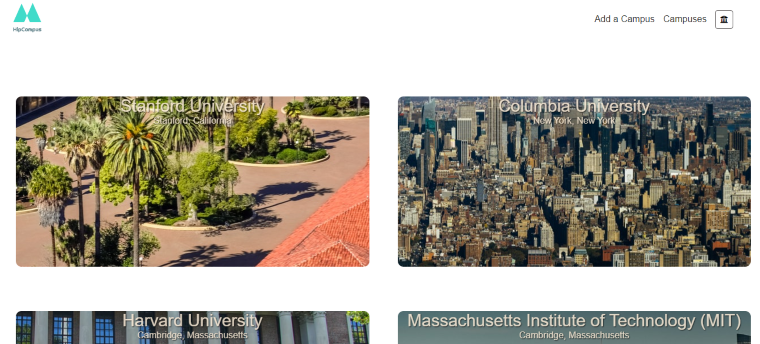 HipCampus
Add a Campus
Campuses
Stanford University
Stanford, California
Columbia University
New York, New York
Harvard University
Cambridge, Massachusetts
Massachusetts Institute of Technology (MIT)
Cambridge, Massachusetts